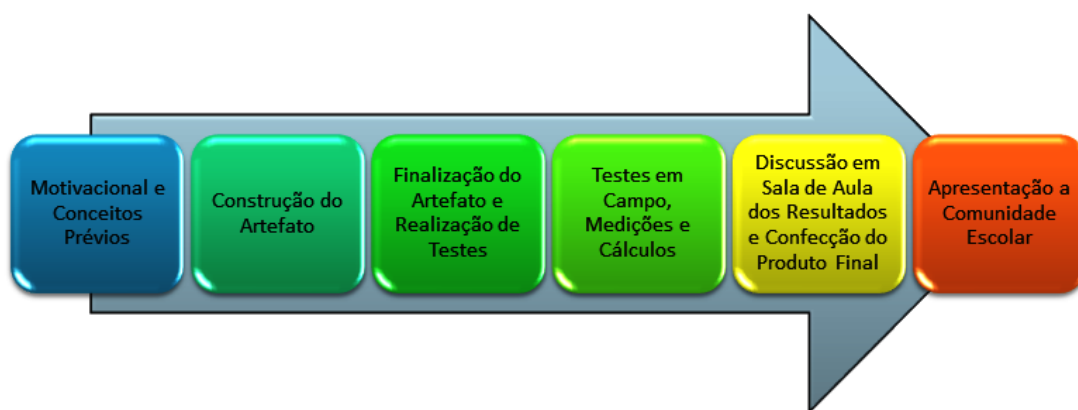 Motivacional e
Conceitos
Prévios
Construção do
Artefato
Finalização do
Artefato e
Realização de
Testes
Testes em
Campo,
Medições e
Cálculos
Discussão em
Sala de Aula
dos Resultados
e Confecção do
Produto Final
Apresentação a
Comunidade
Escolar